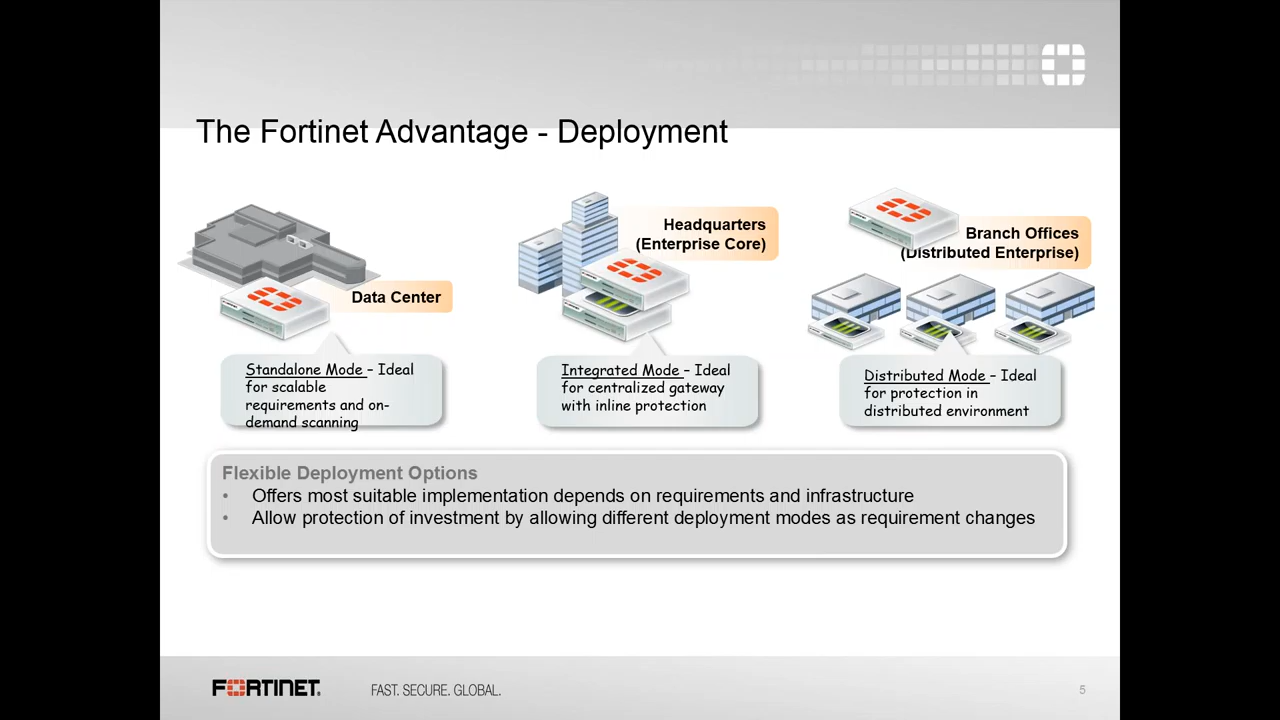 The Fortinet Advantage - Deployment
Headquarters
(Enterprise Core)
Branch Offices
(Distributed Enterprise)
Data Center
Standalone Mode – Ideal
for scalable
requirements and on-
demand scanning
Integrated Mode – Ideal
for centralized gateway
with inline protection
Distributed Mode – Ideal
for protection in
distributed environment
Flexible Deployment Options
• Offers most suitable implementation depends on requirements and infrastructure
• Allow protection of investment by allowing different deployment modes as requirement changes
FORTINET
FAST. SECURE. GLOBAL.
5